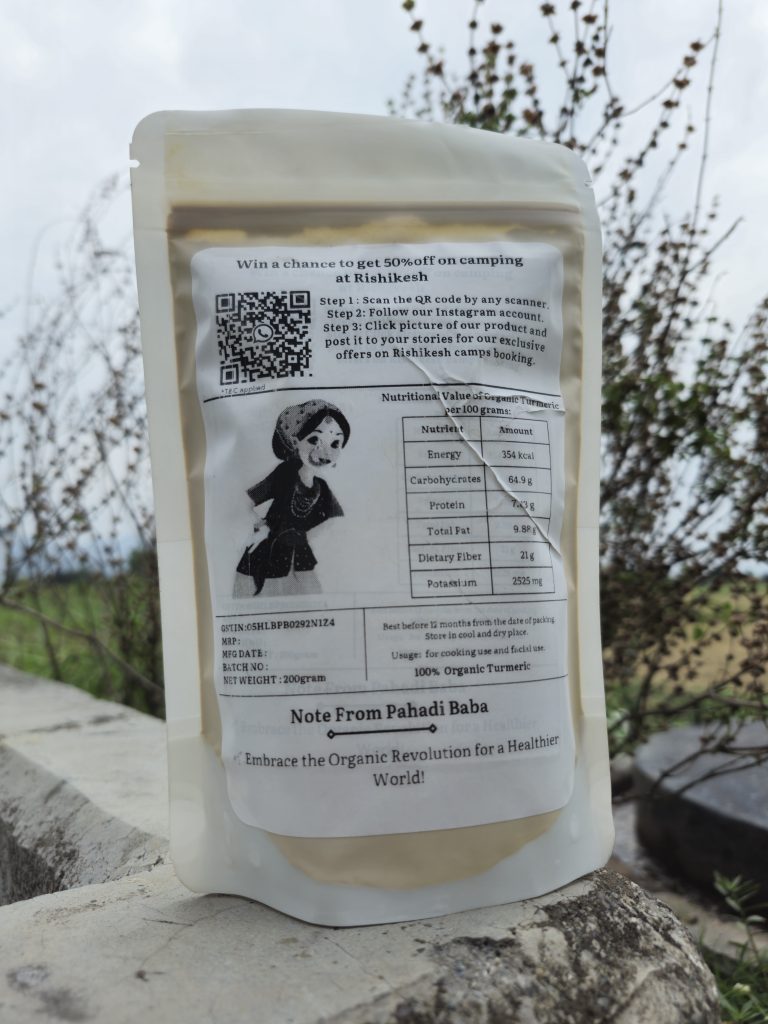 Win a chance to get 50%off on camping
at Rishikesh
Step 1 : Scan the QR code by any scanner.
Step 2: Follow our Instagram account.
Step 3: Click picture of our product and
post it to your stories for our exclusive
offers on Rishikesh camps booking.
*T&C applied
Nutritional Value of Organic Turmeric
per 100 grams:
Nutrient Amount
Energy 354 kcal
Carbohydrates 64.9 g
Protein
Total Fat 9.88 g
Dietary Fiber 21 g
Potassium 2525 mg
GSTIN:05HLBPB0292N1Z4
MRP :
MFG DATE :
BATCH NO :
NET WEIGHT : 200gram
Best before 12 months from the date of packing
Store in cool and dry place.
Usage: for cooking use and facial use.
100% Organic Turmeric
Note From Pahadi Baba
Embrace the Organic Revolution for a Healthier
World!